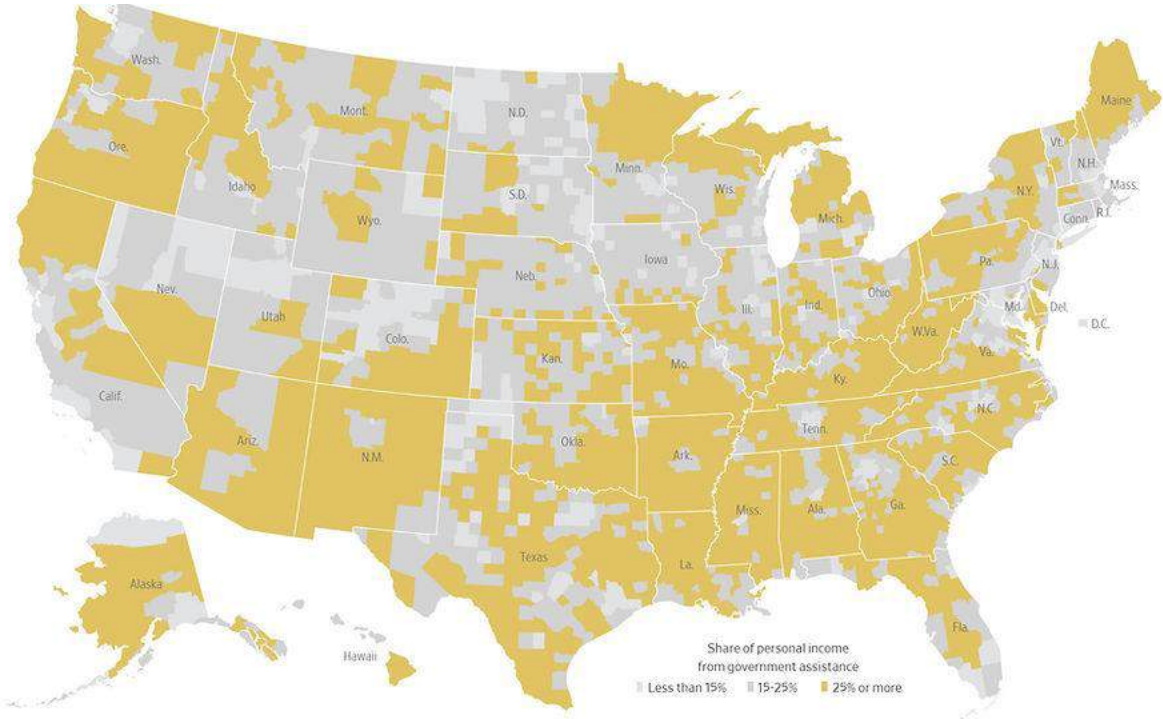 Wash.
Mont.
N.D.
Minn.
Maine
Vt.
N.H.
Ore.
Idaho
S.D.
Wis.
Mich.
N.Y.
Mass.
R.I.
Conn.
Wyo.
Iowa
Pa.
N.J.
Nev.
Neb.
Ill.
Ind.
Ohio
Md.
Del.
D.C.
Utah
Colo.
Kan.
Mo.
W.Va.
Va.
Ky.
Calif.
Ariz.
N.M.
Okla.
Ark.
Tenn.
N.C.
S.C.
Miss.
Ala.
Ga.
Texas
La.
Alaska
Fla.
Hawaii
Share of personal income
from government assistance
Less than 15% 15-25% 25% or more